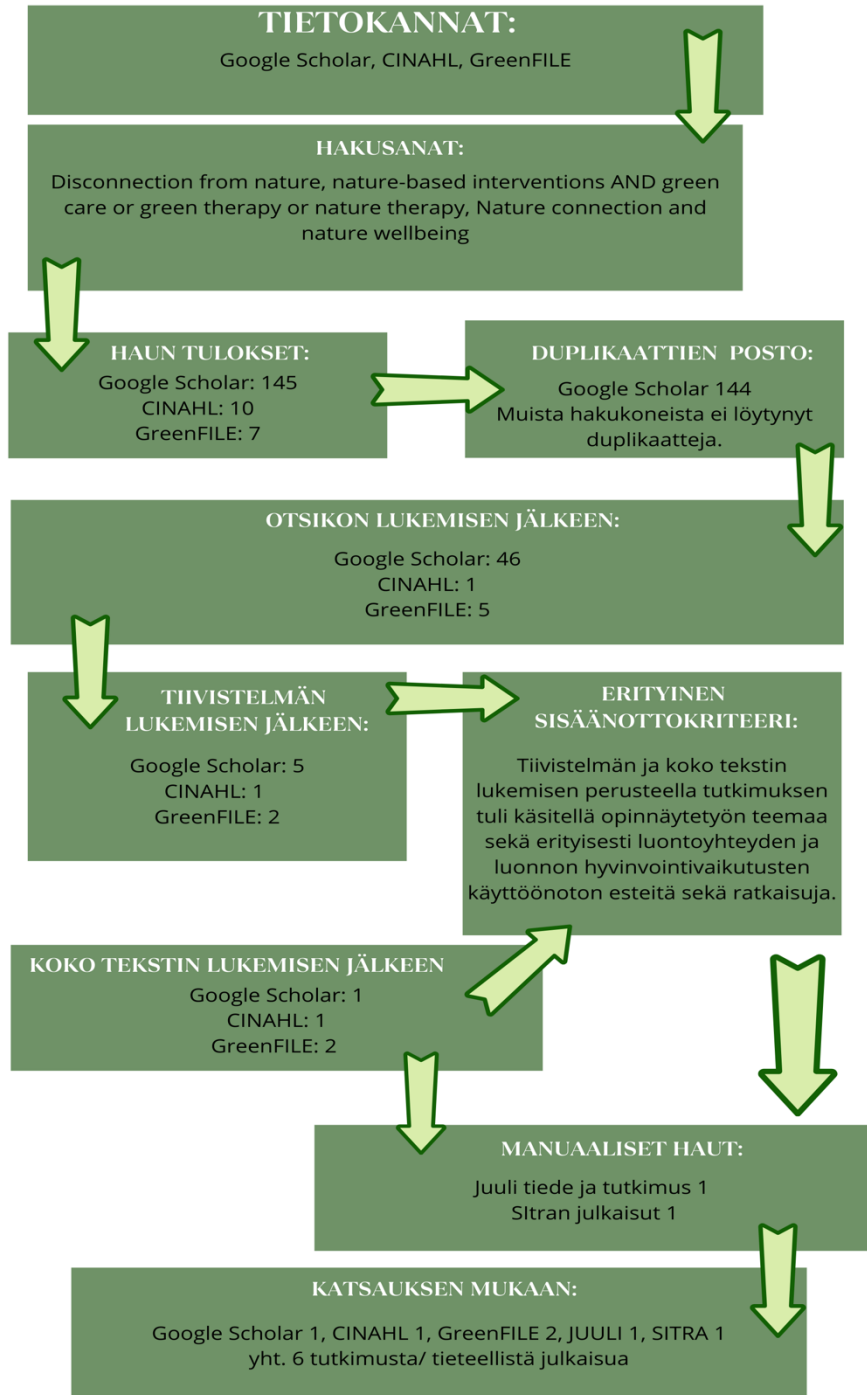 TIETOKANNAT:
Google Scholar, CINAHL, GreenFILE
HAKUSANAT:
Disconnection from nature, nature-based interventions AND green
care or green therapy or nature therapy, Nature connection and
nature wellbeing
HAUN TULOKSET:
Google Scholar: 145
CINAHL: 10
GreenFILE: 7
DUPLIKAATTIEN POSTO:
Google Scholar 144
Muista hakukoneista ei löytynyt
duplikaatteja.
OTSIKON LUKEMISEN JÄLKEEN:
Google Scholar: 46
CINAHL: 1
GreenFILE: 5
TIIVISTELMÄN
LUKEMISEN JÄLKEEN:
Google Scholar: 5
CINAHL: 1
GreenFILE: 2
ERITYINEN
SISÄÄNOTTOKRITEERI:
Tiivistelmän ja koko tekstin
lukemisen perusteella tutkimuksen
tuli käsitellä opinnäytetyön teemaa
sekä erityisesti luontoyhteyden ja
luonnon hyvinvointivaikutusten
käyttöönoton esteitä sekä ratkaisuja.
KOKO TEKSTIN LUKEMISEN JÄLKEEN
Google Scholar: 1
CINAHL: 1
GreenFILE: 2
MANUAALISET HAUT:
Juuli tiede ja tutkimus 1
SItran julkaisut 1
KATSAUKSEN MUKAAN:
Google Scholar 1, CINAHL 1, GreenFILE 2, JUULI 1, SITRA 1
yht. 6 tutkimusta/ tieteellistä julkaisua